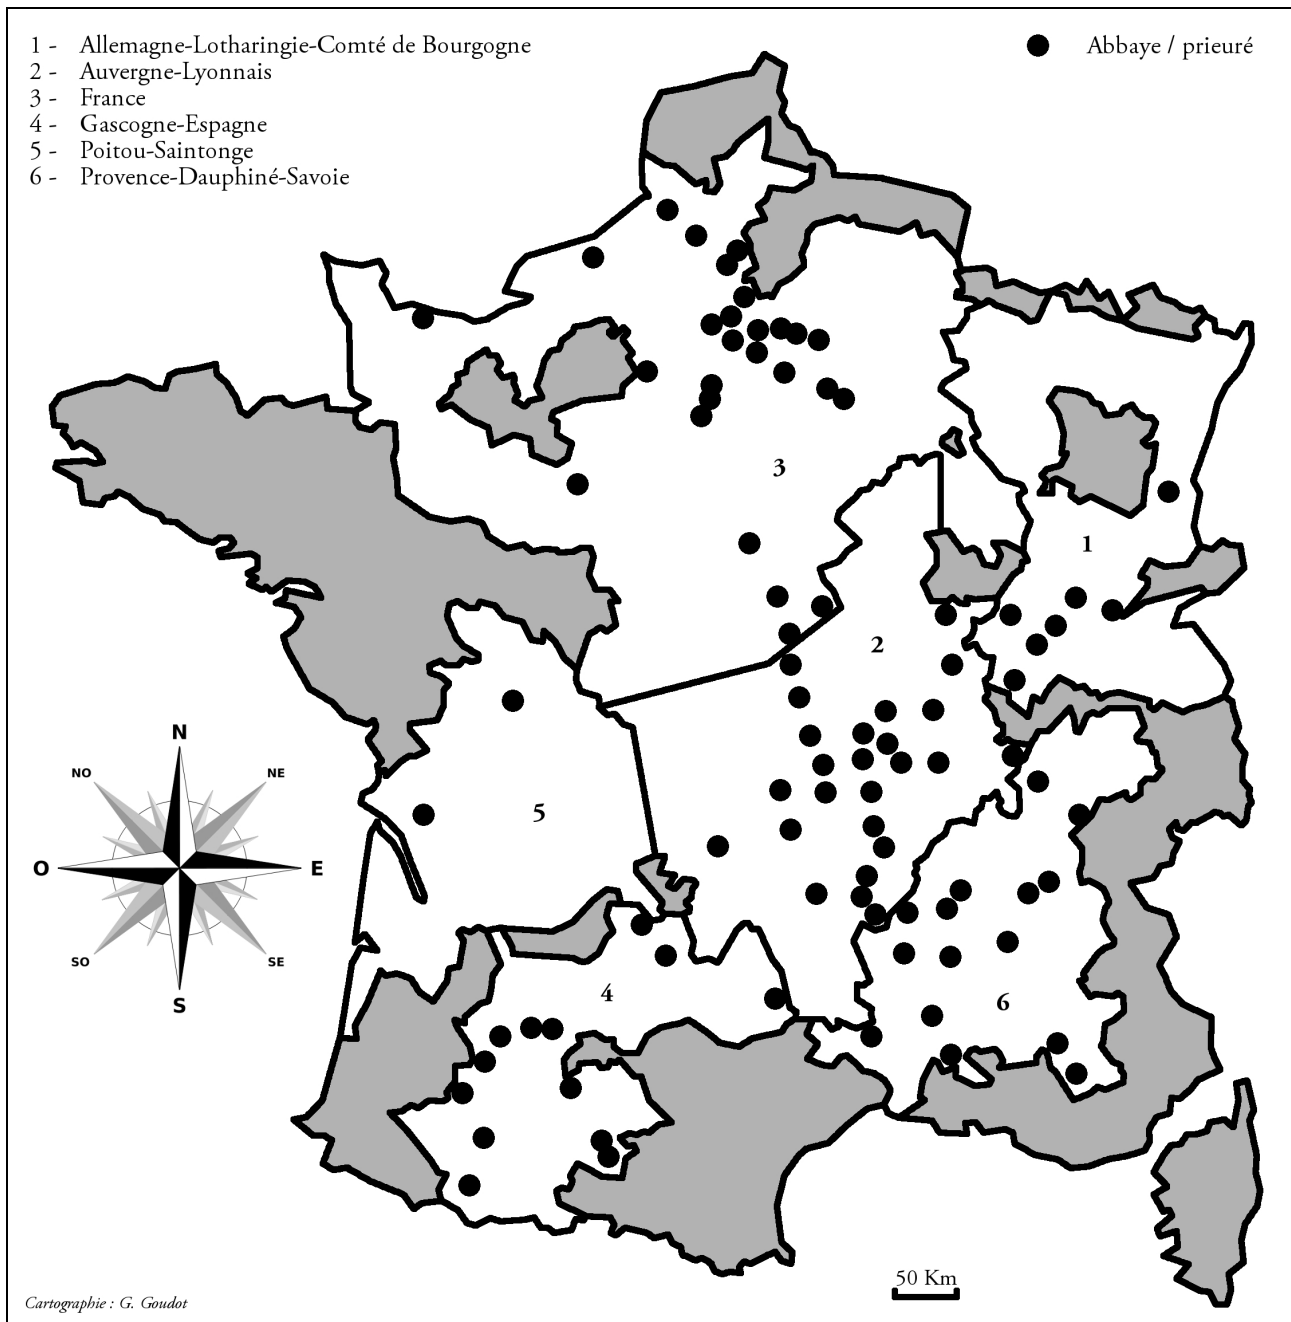 1 - Allemagne-Lotharingie-Comté de Bourgogne
2 - Auvergne-Lyonnais
3 - France
4 - Gascogne-Espagne
5 - Poitou-Saintonge
6 - Provence-Dauphiné-Savoie
Abbaye / prieuré
3
1
2
N
NO
NE
5
O
E
SO
SE
4
6
S
50 Km
Cartographie : G. Goudot